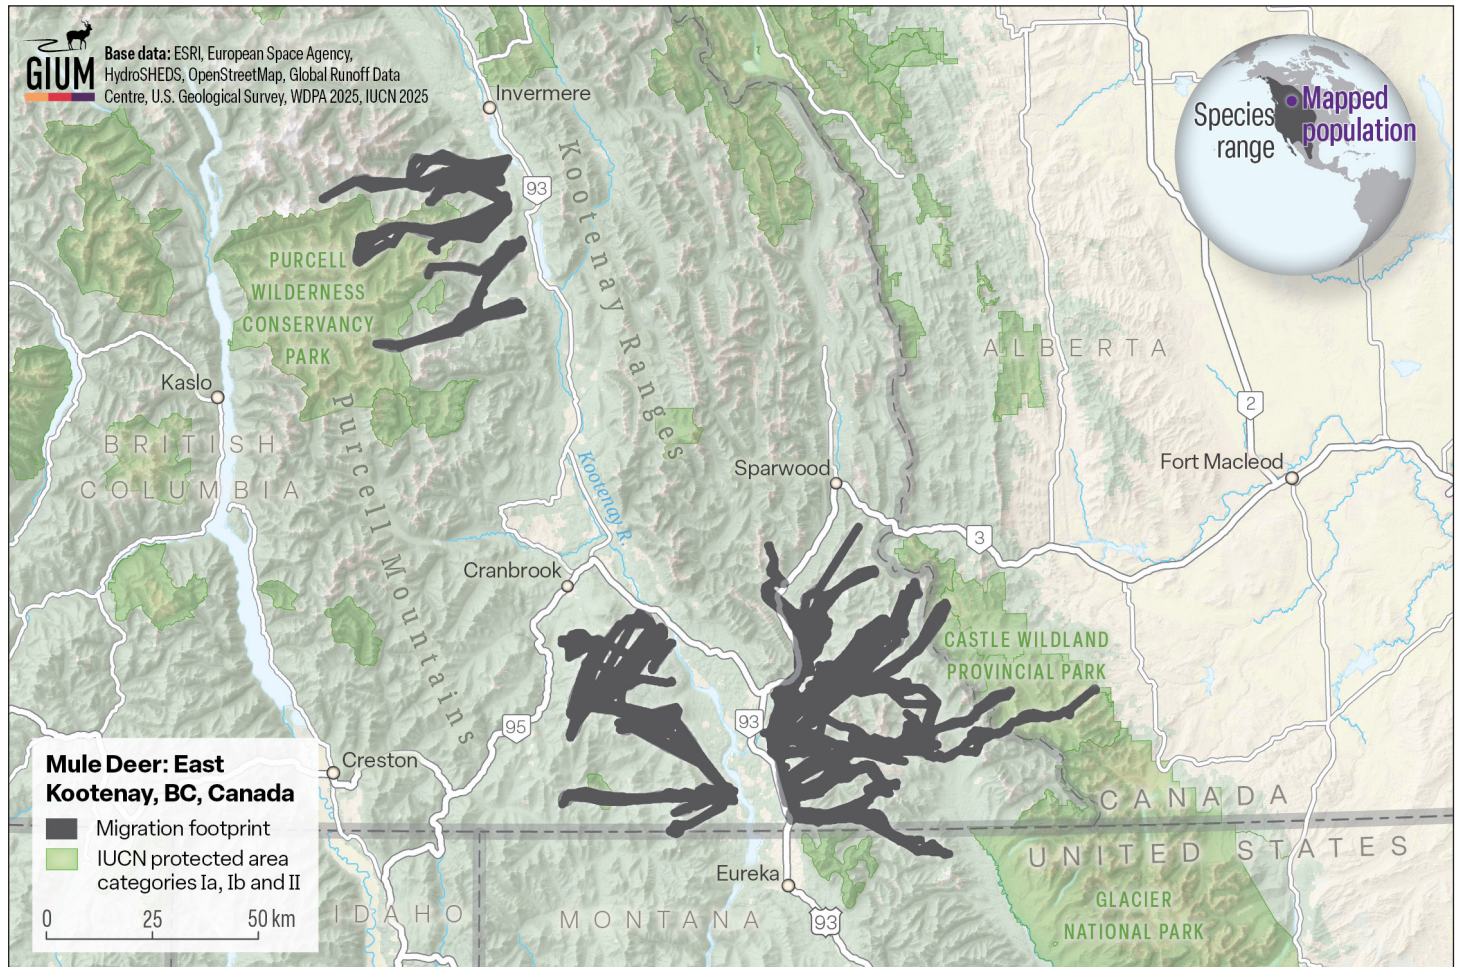 GIUM
Base data: ESRI, European Space Agency,
HydroSHEDS, OpenStreetMap, Global Runoff Data
Centre, U.S. Geological Survey, WDPA 2025, IUCN 2025
Invermere
Species
range
Mapped
population
93
Kootenay Ranges
PURCELL
WILDERNESS
CONSERVANCY
PARK
ALBERTA
Kaslo
2
BRITISH
COLUMBIA
Purcell Mountains
Kootenay R.
Sparwood
Fort Macleod
3
Cranbrook
CASTLE WILDLAND
PROVINCIAL PARK
95
93
Creston
CANADA
UNITED STATES
Eureka
GLACIER
NATIONAL PARK
IDAHO
MONTANA
93
Mule Deer: East
Kootenay, BC, Canada
Migration footprint
IUCN protected area
categories Ia, Ib and II
0 25 50 km